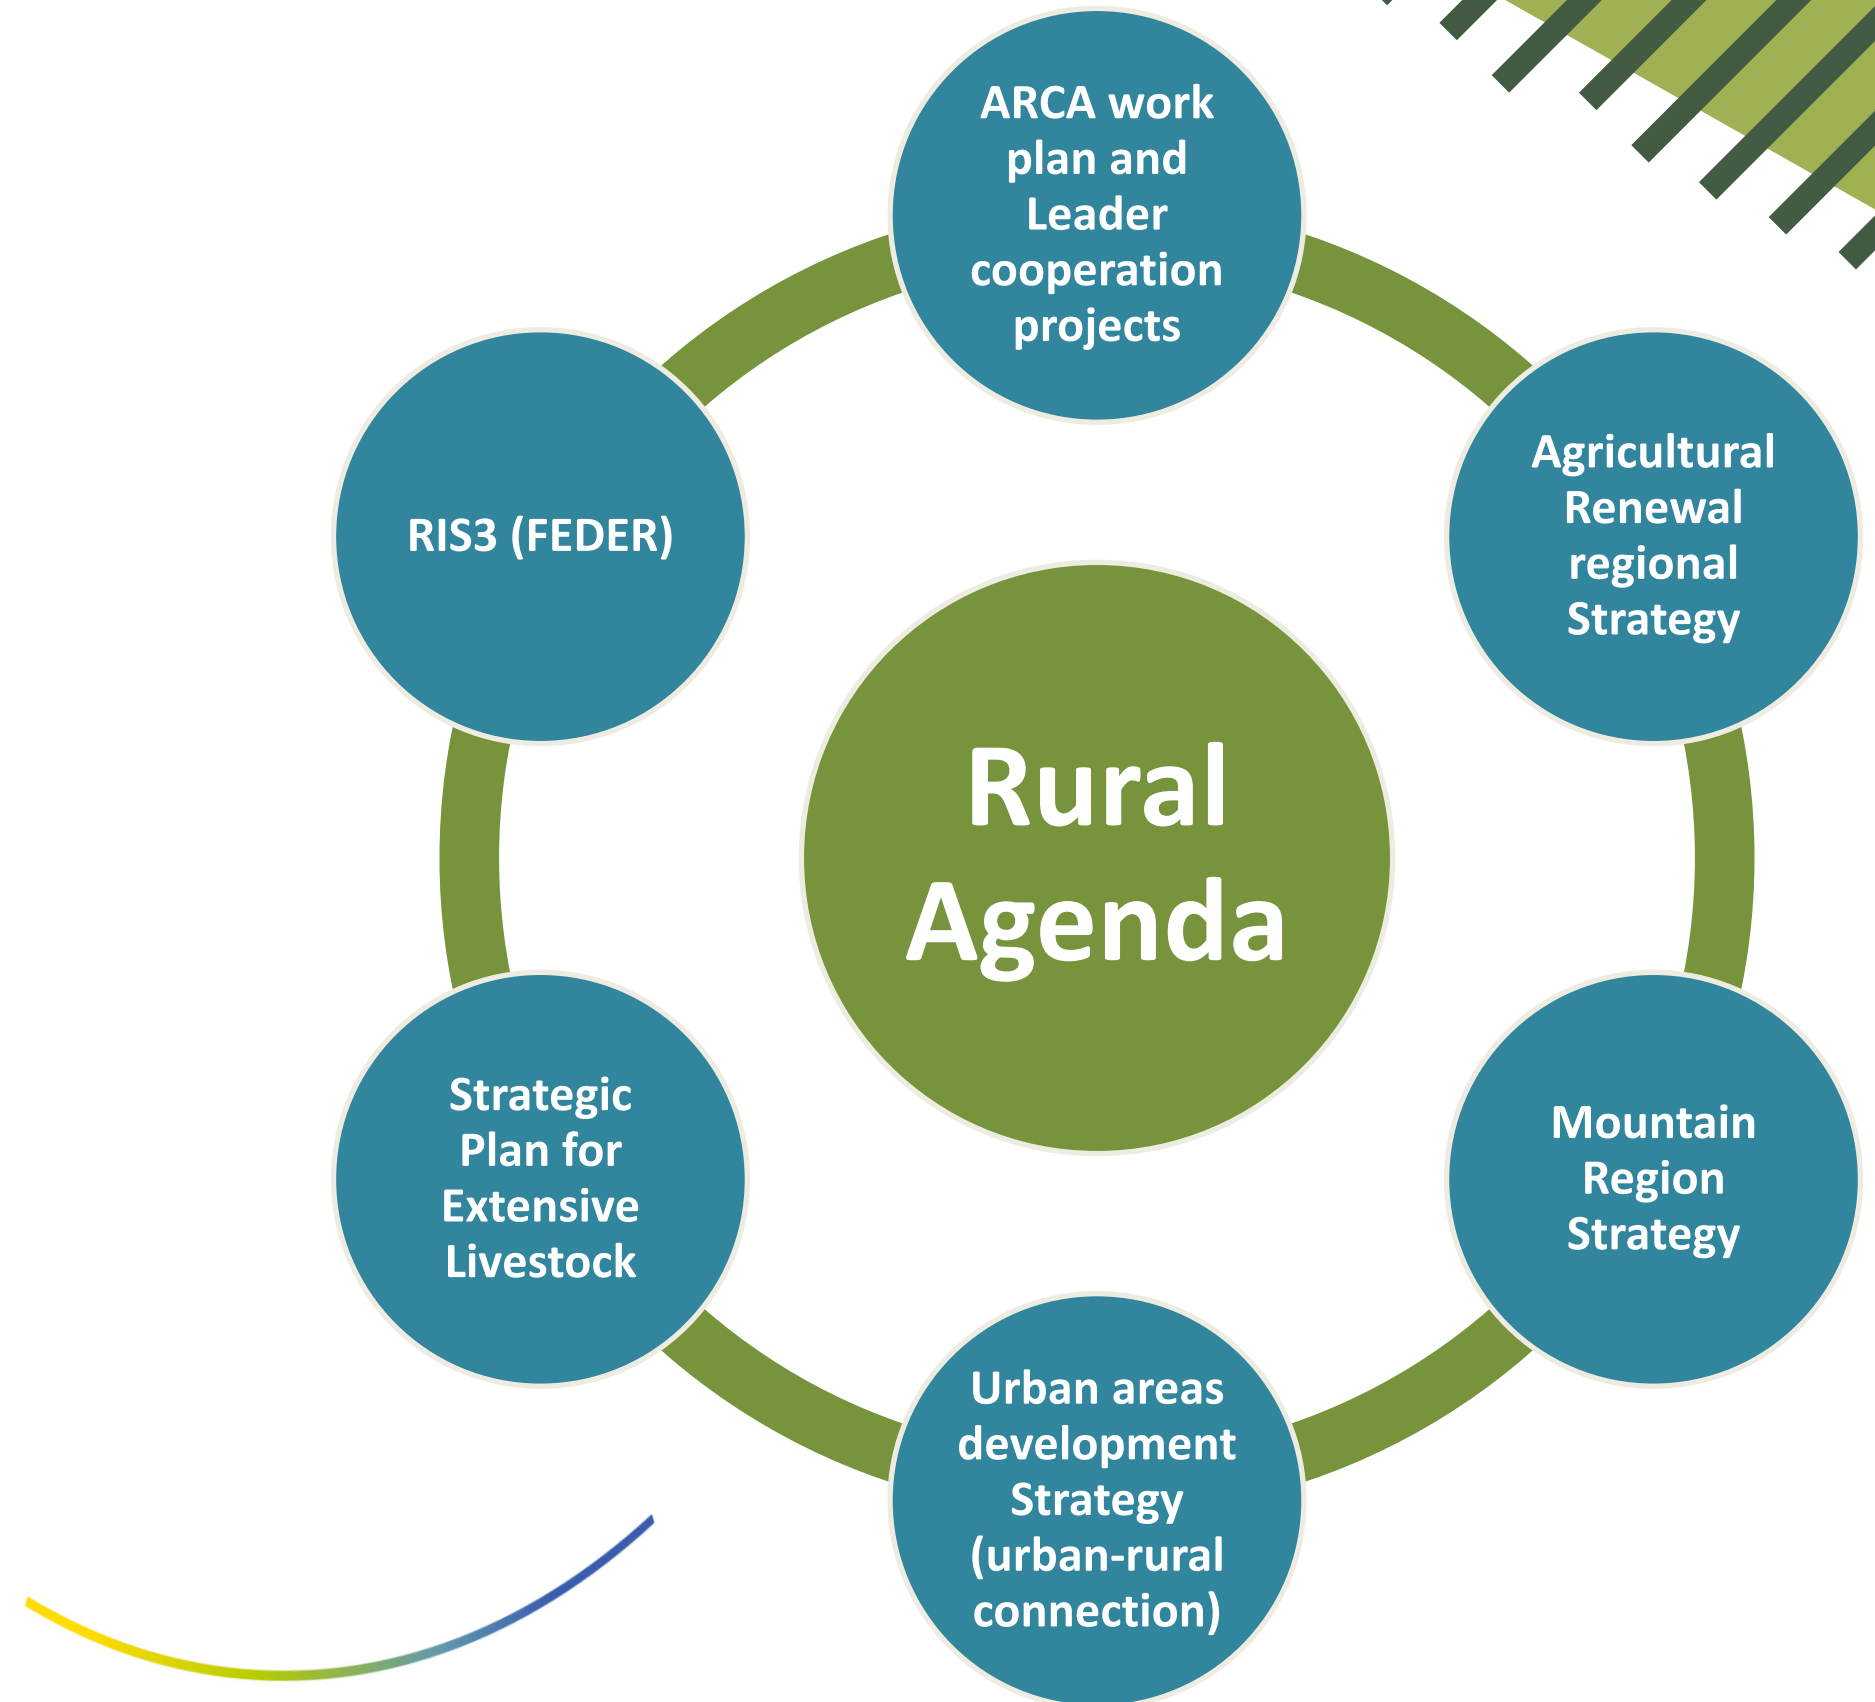 ARCA work
plan and
Leader
cooperation
projects
Agricultural
Renewal
regional
Strategy
Mountain
Region
Strategy
Urban areas
development
Strategy
(urban-rural
connection)
Strategic
Plan for
Extensive
Livestock
RIS3 (FEDER)
Rural
Agenda